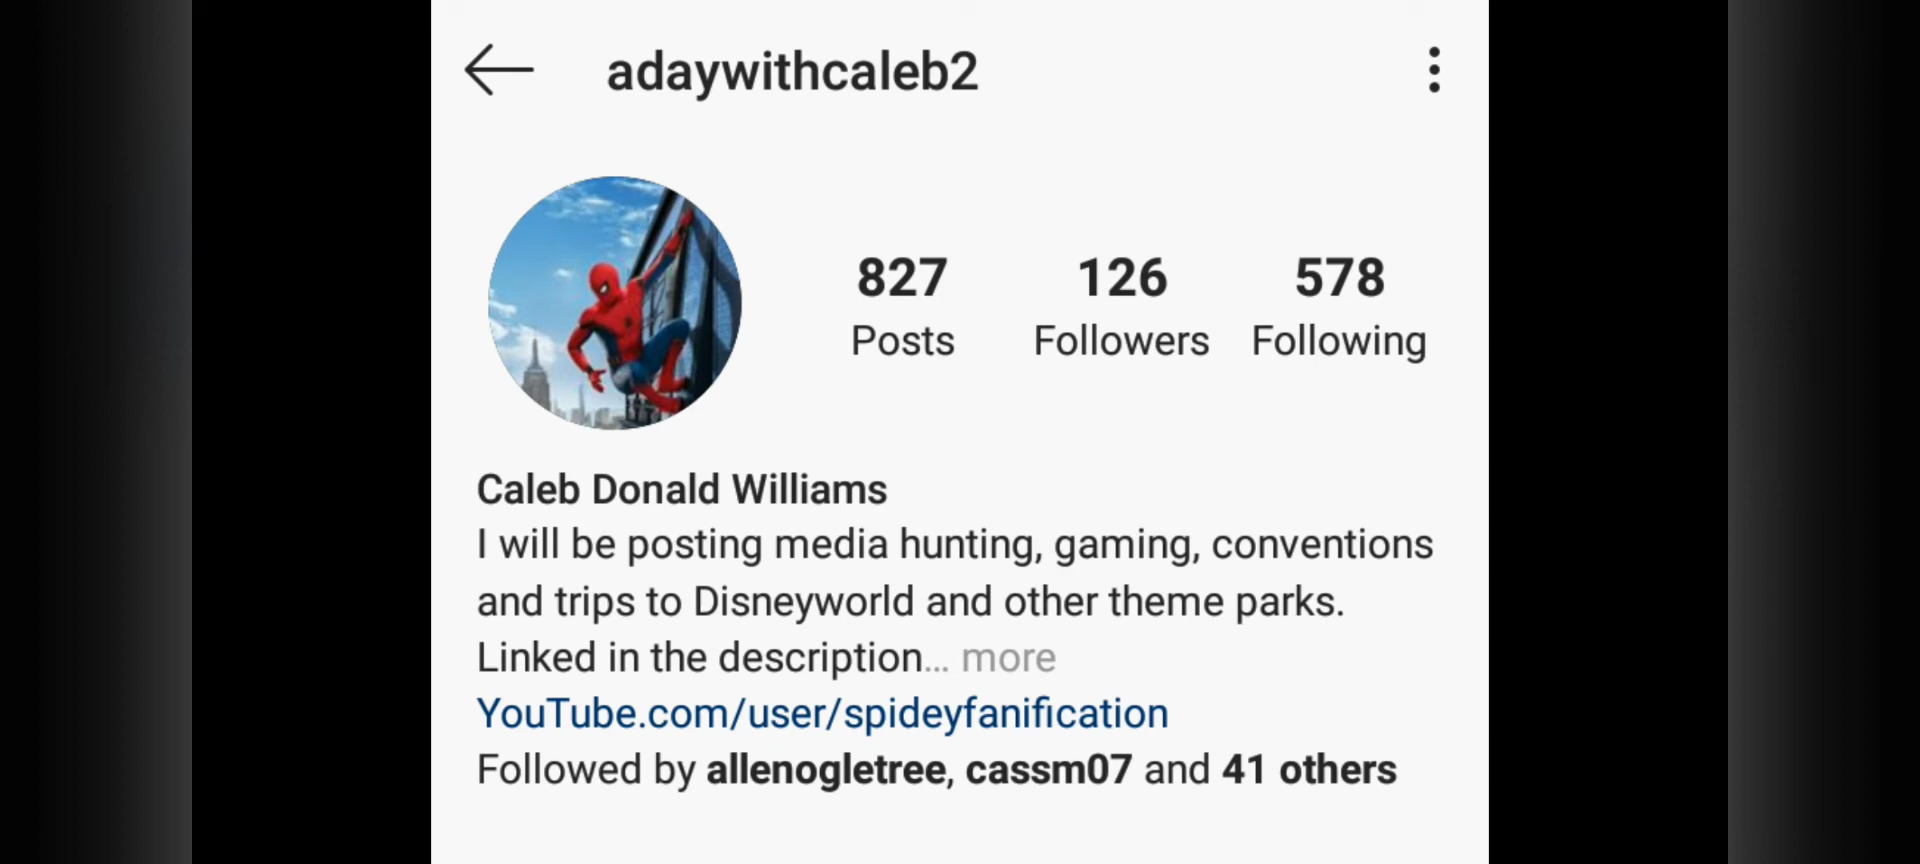 adaywithcaleb2
827 126 578
Posts Followers Following
Caleb Donald Williams
I will be posting media hunting, gaming, conventions
and trips to Disneyworld and other theme parks.
Linked in the description... more
YouTube.com/user/spideyfanification
Followed by allenogletree, cassm07 and 41 others